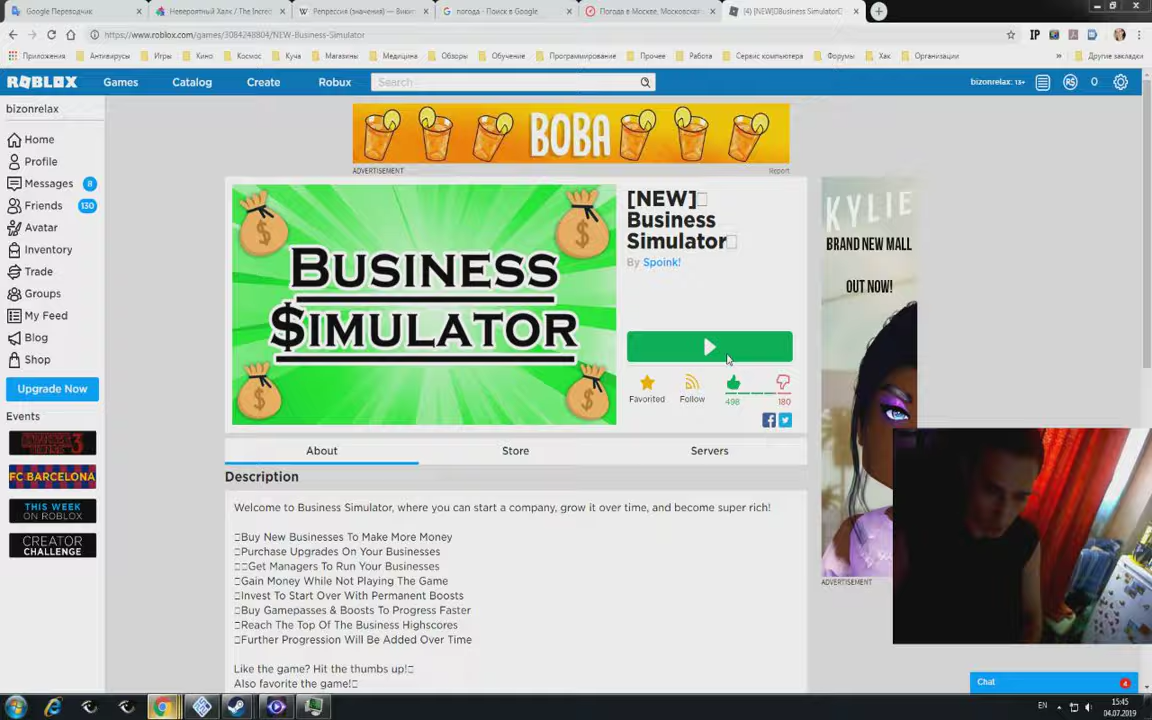 Google Переводчик
Невероятный Халк / The Incre
Репрессия (значения) — Вики
погода - Поиск в Google
Погода в Москве, Московская
(4) [NEW]Business Simulator
https://www.roblox.com/games/3084248804/NEW-Business-Simulator
IP
Приложения
Антивирусы
Игры
Кино
Космос
Куча
Магазины
Медицина
Обзоры
Обучение
Программирование
Прочее
Работа
Сервис компьютера
Форумы
Хак
Организации
»
Другие закладки
ROBLOX
Games
Catalog
Create
Robux
Search
bizonrelax: 13+
0
bizonrelax
Home
Profile
Messages 8
Friends 130
Avatar
Inventory
Trade
Groups
My Feed
Blog
Shop
Upgrade Now
Events
3
FC BARCELONA
THIS WEEK
ON ROBLOX
CREATOR
CHALLENGE
BOBA
ADVERTISEMENT
Report
BUSINESS
$IMULATOR
[NEW]
Business
Simulator
By Spoink!
Favorited
Follow
498
180
KYLIE
BRAND NEW MALL
OUT NOW!
ADVERTISEMENT
About
Store
Servers
Description
Welcome to Business Simulator, where you can start a company, grow it over time, and become super rich!
Buy New Businesses To Make More Money
Purchase Upgrades On Your Businesses
Get Managers To Run Your Businesses
Gain Money While Not Playing The Game
Invest To Start Over With Permanent Boosts
Buy Gamepasses & Boosts To Progress Faster
Reach The Top Of The Business Highscores
Further Progression Will Be Added Over Time
Like the game? Hit the thumbs up!
Also favorite the game!
Chat
4
EN
15:45
04.07.2019